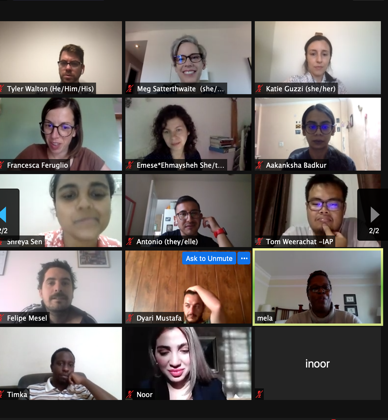 Tyler Walton (He/Him/His)
Meg Satterthwaite (she/...
Katie Guzzi (she/her)
Francesca Feruglio
Emese*Ehmaysheh She/t...
Aakanksha Badkur
2/2
Shreya Sen
Antonio (they/elle)
Tom Weerachat -IAP
2/2
Felipe Mesel
Ask to Unmute ...
Dyari Mustafa
mela
Timka
Noor
inoor